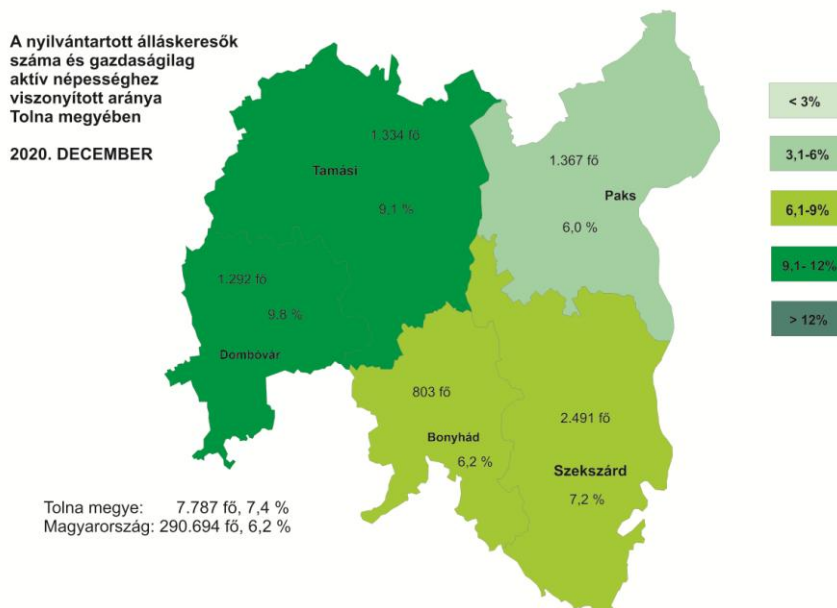 A nyilvántartott álláskeresők
száma és gazdaságilag
aktív népességhez
viszonyított aránya
Tolna megyében
2020. DECEMBER
1.334 fő
Tamási
9,1 %
1.367 fő
Paks
6,0 %
1.292 fő
9,8 %
Dombóvár
803 fő
Bonyhád
6,2 %
2.491 fő
Szekszárd
7,2 %
< 3%
3,1-6%
6,1-9%
9,1- 12%
> 12%
Tolna megye: 7.787 fő, 7,4 %
Magyarország: 290.694 fő, 6,2 %